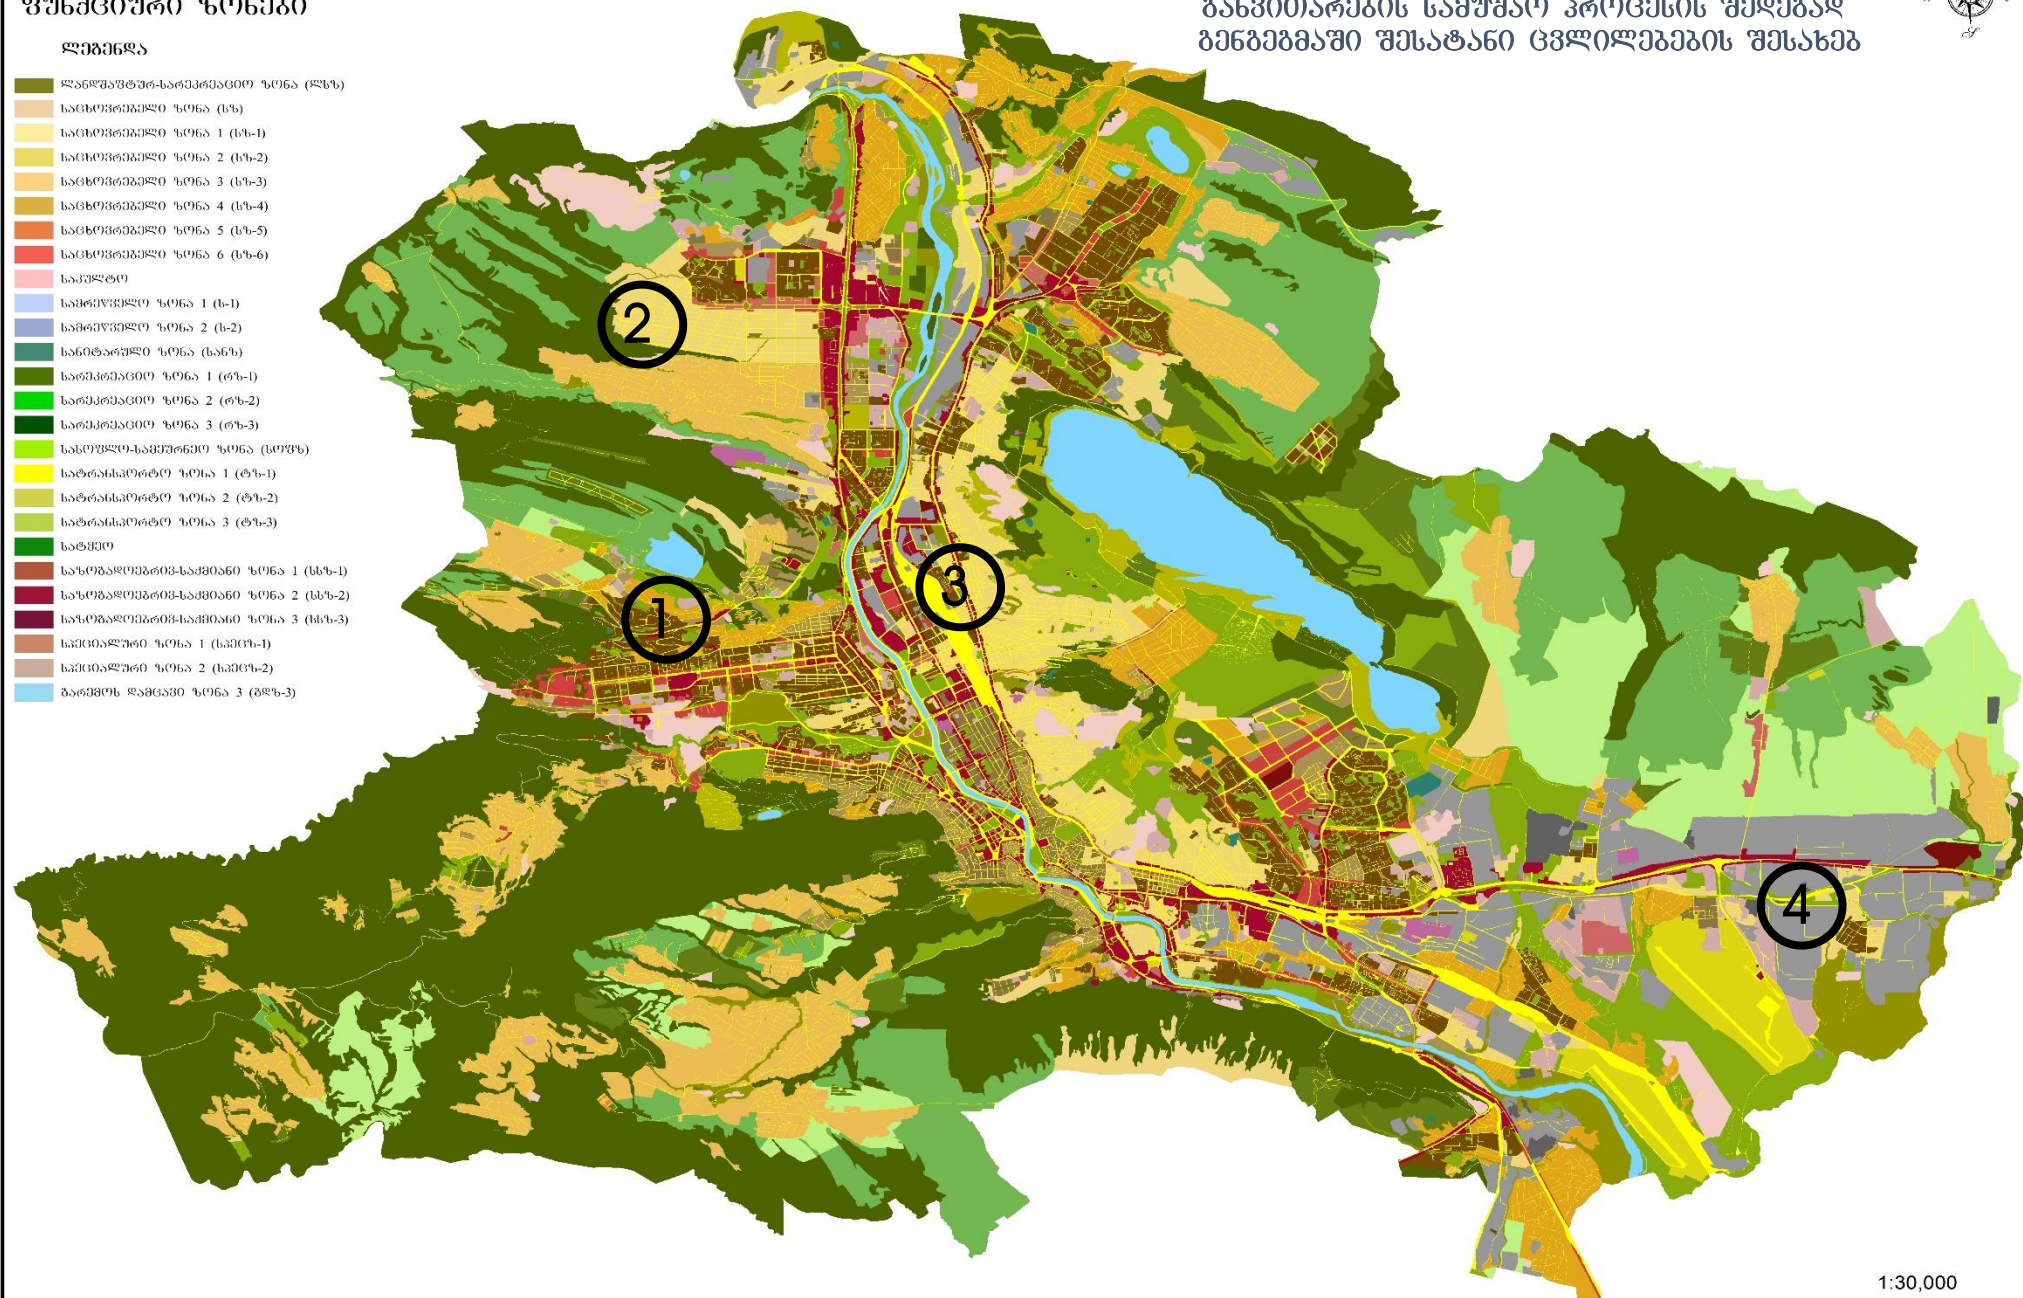 ფუნქციური ზონები
განვითარების სამუშაო პროცესის შედეგად
გენგეგმაში შესატანი ცვლილებების შესახებ
ლეგენდა
ლანდშაფტურ-სარეკრეაციო ზონა (ლსზ)
საცხოვრებელი ზონა (სზ)
საცხოვრებელი ზონა 1 (სზ-1)
საცხოვრებელი ზონა 2 (სზ-2)
საცხოვრებელი ზონა 3 (სზ-3)
საცხოვრებელი ზონა 4 (სზ-4)
საცხოვრებელი ზონა 5 (სზ-5)
საცხოვრებელი ზონა 6 (სზ-6)
საკულტო
სამრეწველო ზონა 1 (ს-1)
სამრეწველო ზონა 2 (ს-2)
სანიტარული ზონა (სანზ)
სარეკრეაციო ზონა 1 (რზ-1)
სარეკრეაციო ზონა 2 (რზ-2)
სარეკრეაციო ზონა 3 (რზ-3)
სასოფლო-სამეურნეო ზონა (სოფზ)
სატრანსპორტო ზონა 1 (ტზ-1)
სატრანსპორტო ზონა 2 (ტზ-2)
სატრანსპორტო ზონა 3 (ტზ-3)
სატყეო
საზოგადოებრივ-საქმიანი ზონა 1 (სსზ-1)
საზოგადოებრივ-საქმიანი ზონა 2 (სსზ-2)
საზოგადოებრივ-საქმიანი ზონა 3 (სსზ-3)
სპეციალური ზონა 1 (სპეცზ-1)
სპეციალური ზონა 2 (სპეცზ-2)
გარემოს დამცავი ზონა 3 (გდზ-3)
2
3
1
4
1:30,000